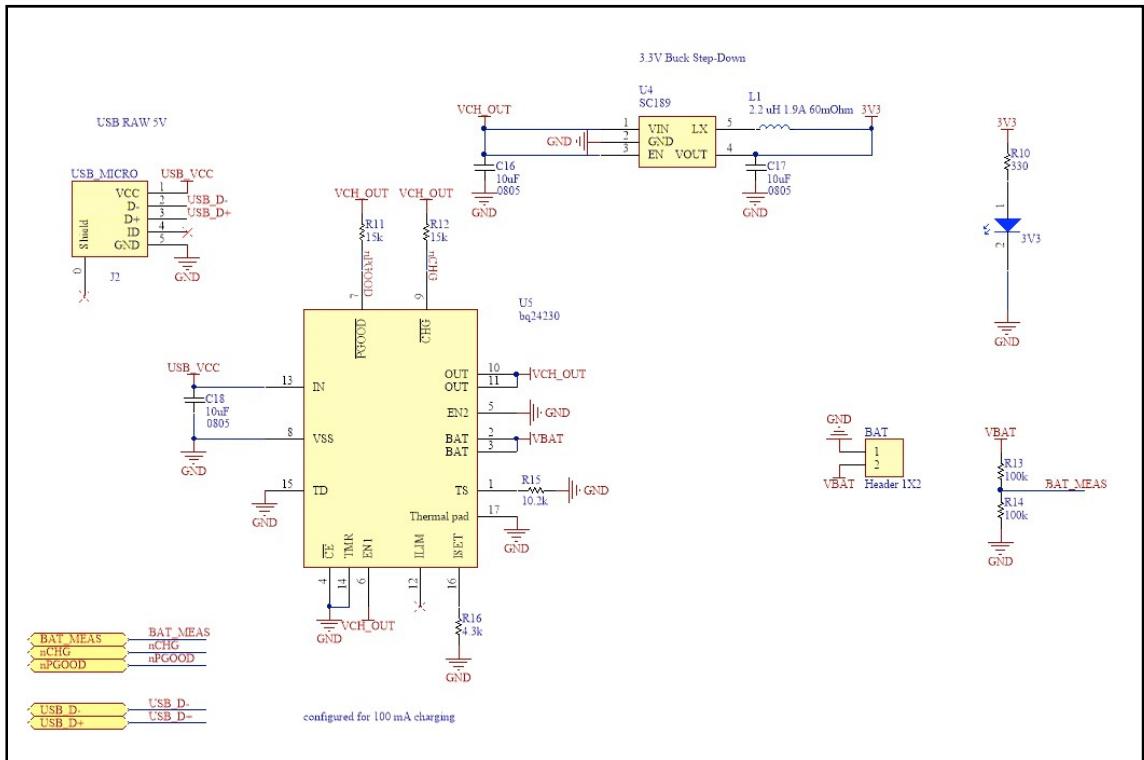 3.3V Buck Step-Down
U4
SC189
L1
2.2 uH 1.9A 60mOhm
VCH_OUT
3V3
1 VIN LX 5
GND 2 GND
3 EN VOUT 4
C16
10uF
0805
GND
C17
10uF
0805
GND
3V3
R10
330
1
3V3
2
GND
USB RAW 5V
USB_MICRO
USB_VCC
VCC 1
D- 2 USB_D-
D+ 3 USB_D+
ID 4
GND 5
Shield
0
J2
GND
VCH_OUT
R11
15k
nPGOOD
7
VCH_OUT
R12
15k
nCHG
9
U5
bq24230
PGOOD
CHG
USB_VCC
C18
10uF
0805
GND
13 IN
8 VSS
15 TD
GND
OUT 10 VCH_OUT
OUT 11
EN2 5 GND
BAT 2 VBAT
BAT 3
TS 1
R15
10.2k
GND
Thermal pad 17
GND
CE
TMR
EN1
ILIM
ISET
4
14
6
12
16
GND
VCH_OUT
R16
4.3k
GND
GND
BAT
1
2
VBAT
Header 1X2
VBAT
R13
100k
BAT_MEAS
R14
100k
GND
BAT_MEAS BAT_MEAS
nCHG nCHG
nPGOOD nPGOOD
USB_D- USB_D-
USB_D+ USB_D+
configured for 100 mA charging